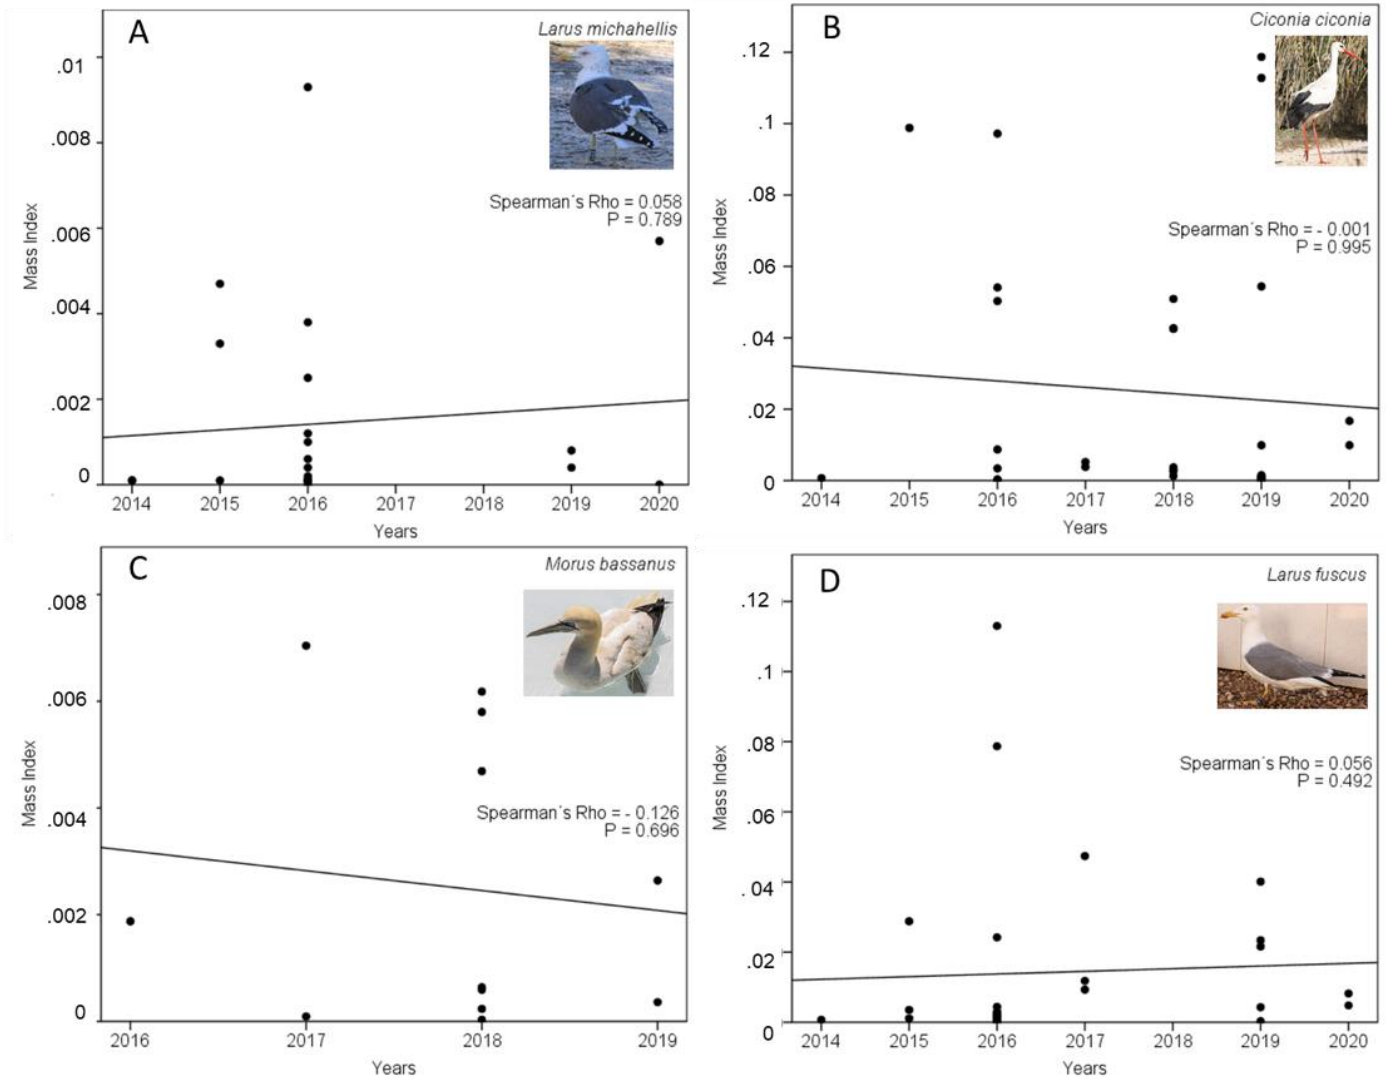 A
Larus michahellis
.01
.008
.006
.004
.002
0
Mass Index
Spearman´s Rho = 0.058
P = 0.789
2014 2015 2016 2017 2018 2019 2020
Years
B
Ciconia ciconia
.12
.1
.08
.06
. 04
.02
0
Mass Index
Spearman´s Rho = - 0.001
P = 0.995
2014 2015 2016 2017 2018 2019 2020
Years
C
Morus bassanus
.008
.006
.004
.002
0
Mass Index
Spearman´s Rho = - 0.126
P = 0.696
2016 2017 2018 2019
Years
D
Larus fuscus
.12
.1
.08
.06
. 04
.02
0
Mass Index
Spearman´s Rho = 0.056
P = 0.492
2014 2015 2016 2017 2018 2019 2020
Years